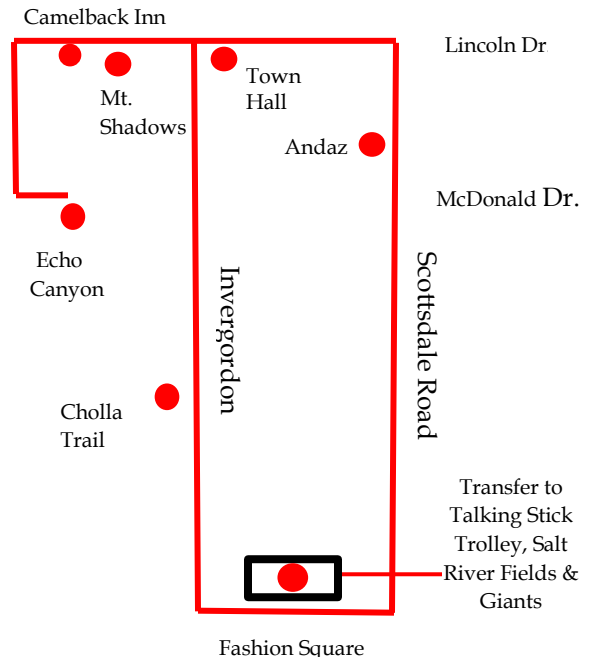 Camelback Inn
Lincoln Dr.
Town
Hall
Mt.
Shadows
Andaz
McDonald Dr.
Echo
Canyon
Invergordon
Scottsdale Road
Cholla
Trail
Transfer to
Talking Stick
Trolley, Salt
River Fields &
Giants
Fashion Square